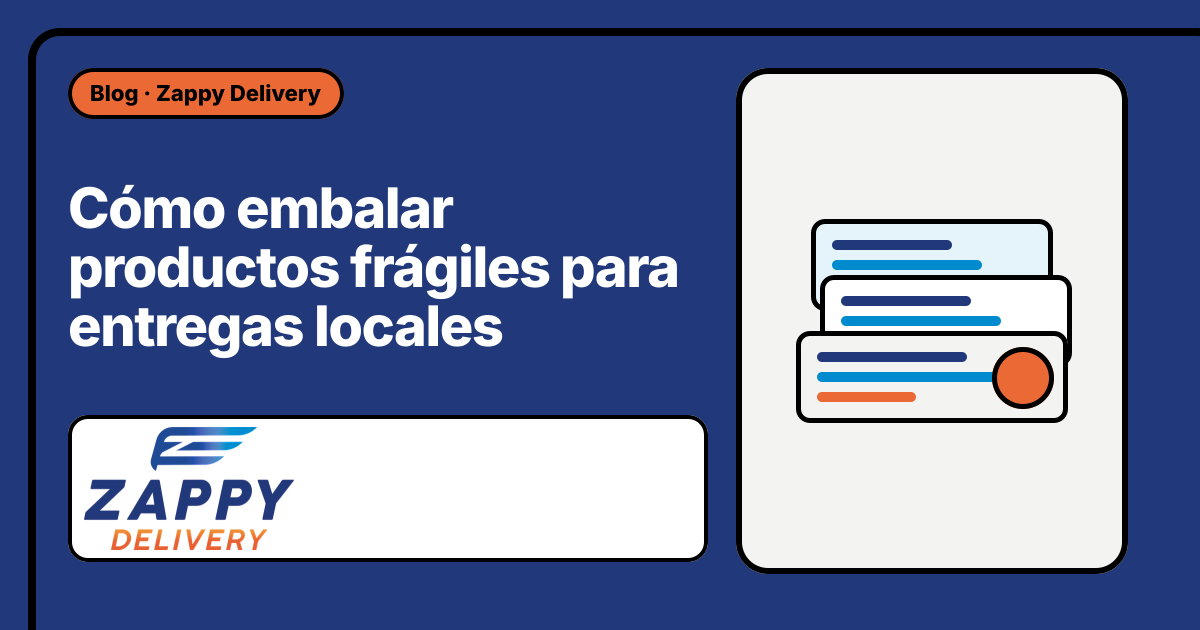 Blog · Zappy Delivery
Cómo embalar
productos frágiles para
entregas locales
ZAPPY
DELIVERY